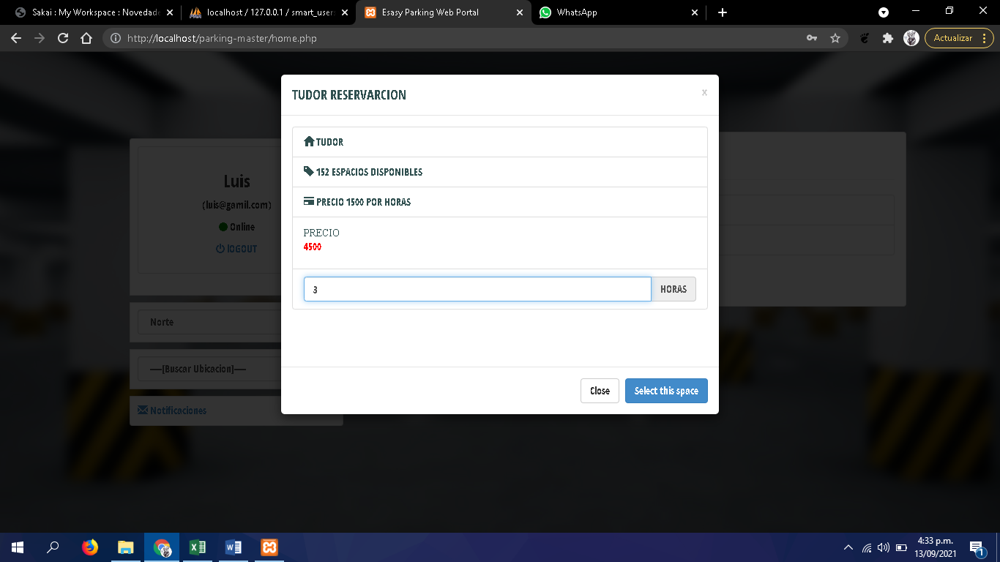 Sakai : My Workspace : Novedade
localhost / 127.0.0.1 / smart_user
Esasy Parking Web Portal
WhatsApp
http://localhost/parking-master/home.php
Actualizar
TUDOR RESERVARCION
x
TUDOR
152 ESPACIOS DISPONIBLES
PRECIO 1500 POR HORAS
PRECIO
4500
3
HORAS
Close
Select this space
Luis
(luis@gamil.com)
Online
lOGOUT
Norte
----[Buscar Ubicacion]----
Notificaciones
4:33 p.m.
13/09/2021
1